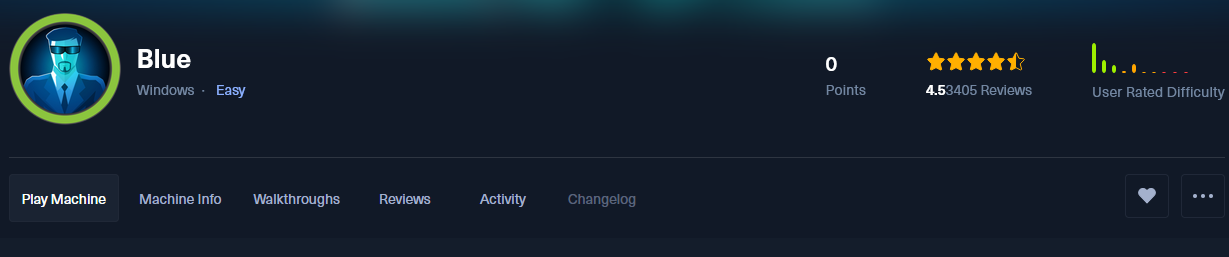 Blue
Windows · Easy
0
Points
4.53405 Reviews
User Rated Difficulty
Play Machine
Machine Info
Walkthroughs
Reviews
Activity
Changelog